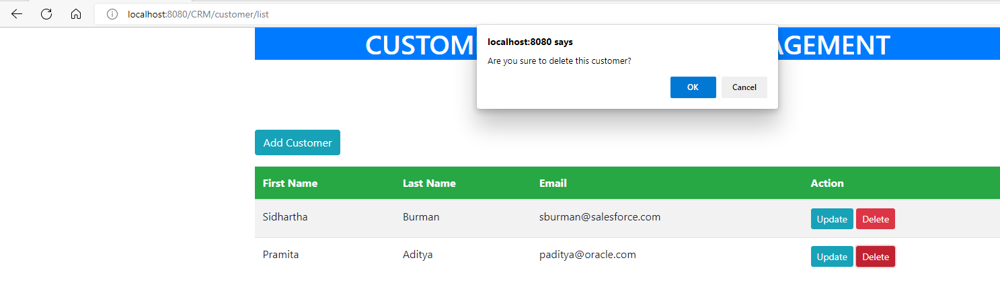 localhost:8080/CRM/customer/list
CUSTOM AGEMENT
localhost:8080 says
Are you sure to delete this customer?
OK Cancel
Add Customer
First Name Last Name Email Action
Sidhartha Burman sburman@salesforce.com Update Delete
Pramita Aditya paditya@oracle.com Update Delete